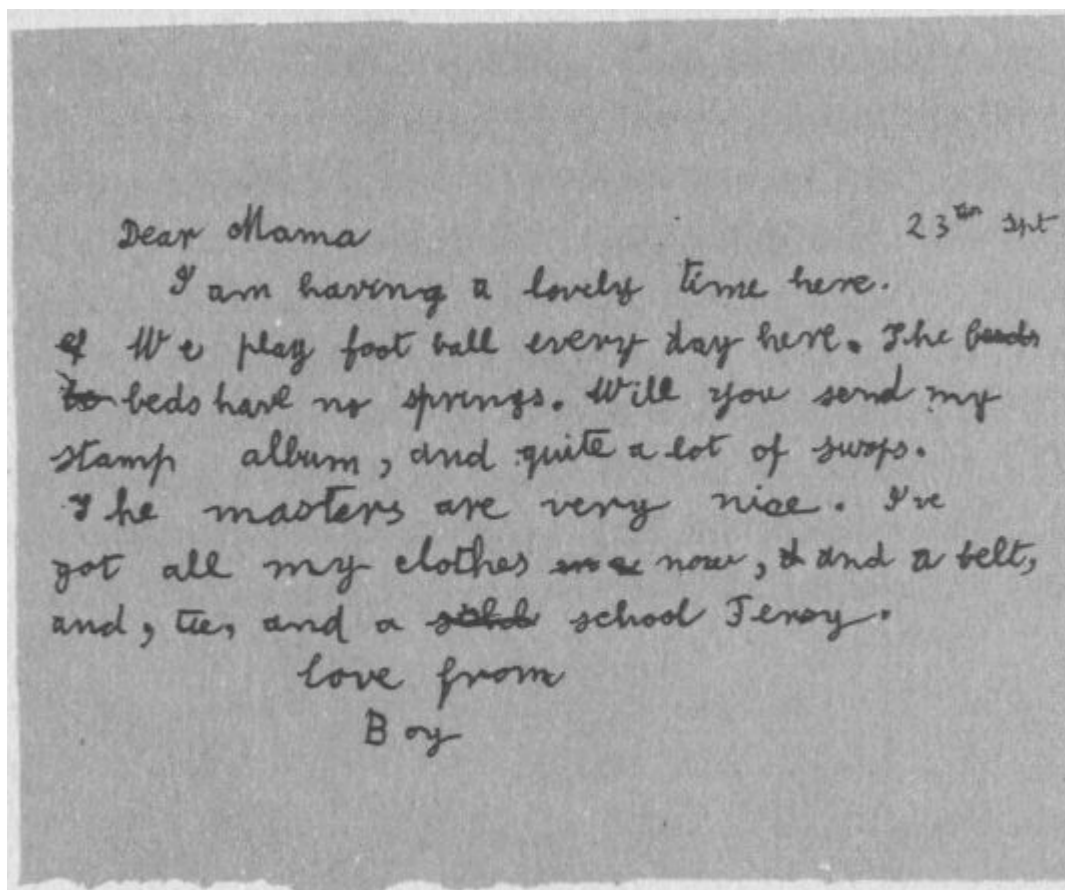 Dear Mama 23th Spt
I am having a lovely time here.
We play foot ball every day here. The
beds have no springs. Will you send my
stamp album, and quite a lot of swops.
The masters are very nice. I've
got all my clothes now, and a belt,
and, tie, and a school Jersy.
love from
Boy